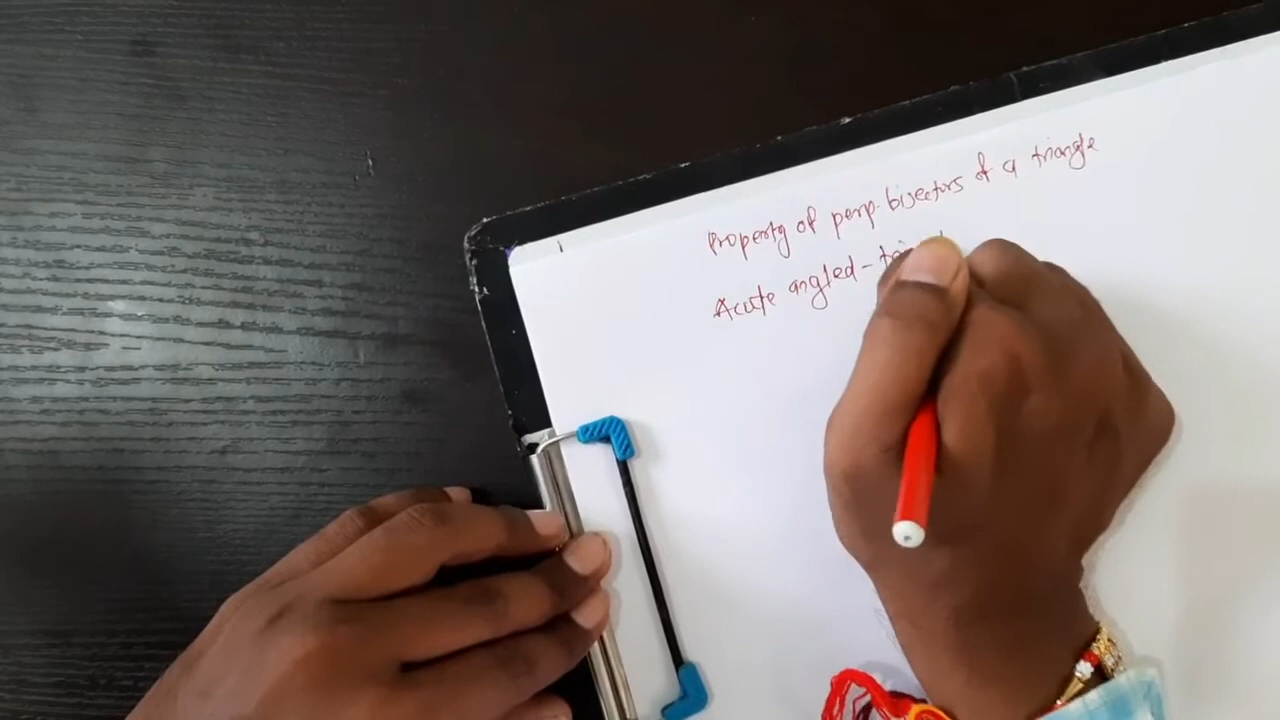 Property of perp. bisectors of a triangle
Acute angled -